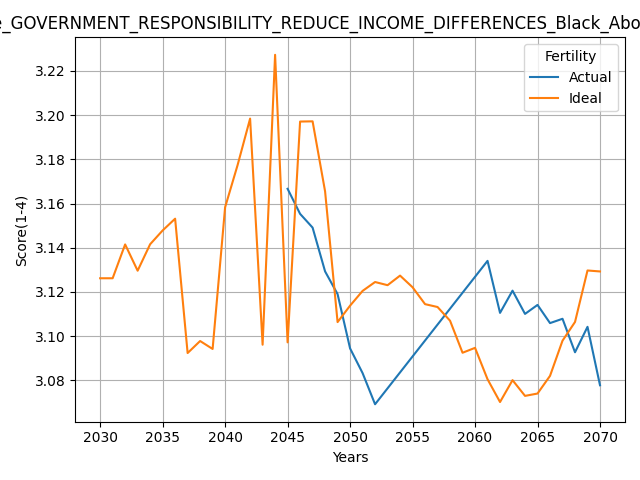 _GOVERNMENT_RESPONSIBILITY_REDUCE_INCOME_DIFFERENCES_Black_Abo
3.22
3.20
3.18
3.16
3.14
3.12
3.10
3.08
Score(1-4)
Fertility
Actual
Ideal
2030 2035 2040 2045 2050 2055 2060 2065 2070
Years